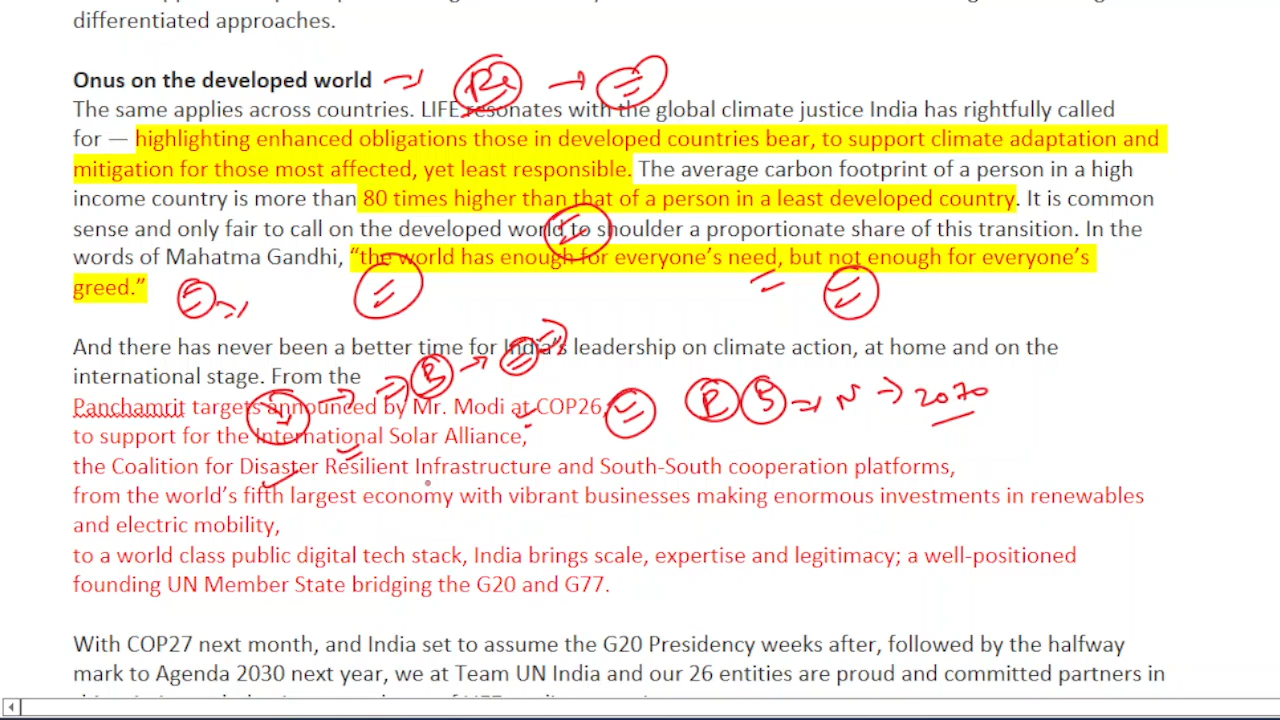 differentiated approaches.
Onus on the developed world
The same applies across countries. LIFE resonates with the global climate justice India has rightfully called
for — highlighting enhanced obligations those in developed countries bear, to support climate adaptation and
mitigation for those most affected, yet least responsible. The average carbon footprint of a person in a high
income country is more than 80 times higher than that of a person in a least developed country. It is common
sense and only fair to call on the developed world to shoulder a proportionate share of this transition. In the
words of Mahatma Gandhi, “the world has enough for everyone’s need, but not enough for everyone’s
greed.”
And there has never been a better time for India’s leadership on climate action, at home and on the
international stage. From the
Panchamrit targets announced by Mr. Modi at COP26,
N → 2070
to support for the International Solar Alliance,
the Coalition for Disaster Resilient Infrastructure and South-South cooperation platforms,
from the world’s fifth largest economy with vibrant businesses making enormous investments in renewables
and electric mobility,
to a world class public digital tech stack, India brings scale, expertise and legitimacy; a well-positioned
founding UN Member State bridging the G20 and G77.
With COP27 next month, and India set to assume the G20 Presidency weeks after, followed by the halfway
mark to Agenda 2030 next year, we at Team UN India and our 26 entities are proud and committed partners in